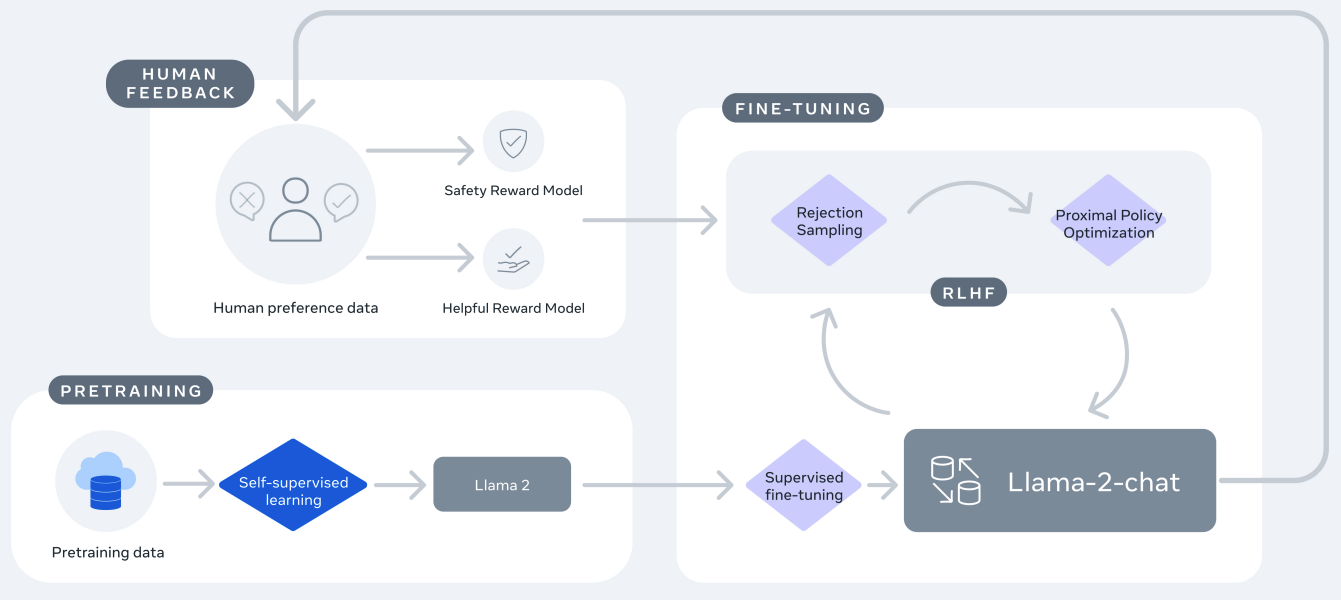 HUMAN
FEEDBACK
Safety Reward Model
Human preference data
Helpful Reward Model
FINE-TUNING
Rejection
Sampling
Proximal Policy
Optimization
RLHF
PRETRAINING
Self-supervised
learning
Llama 2
Pretraining data
Supervised
fine-tuning
Llama-2-chat